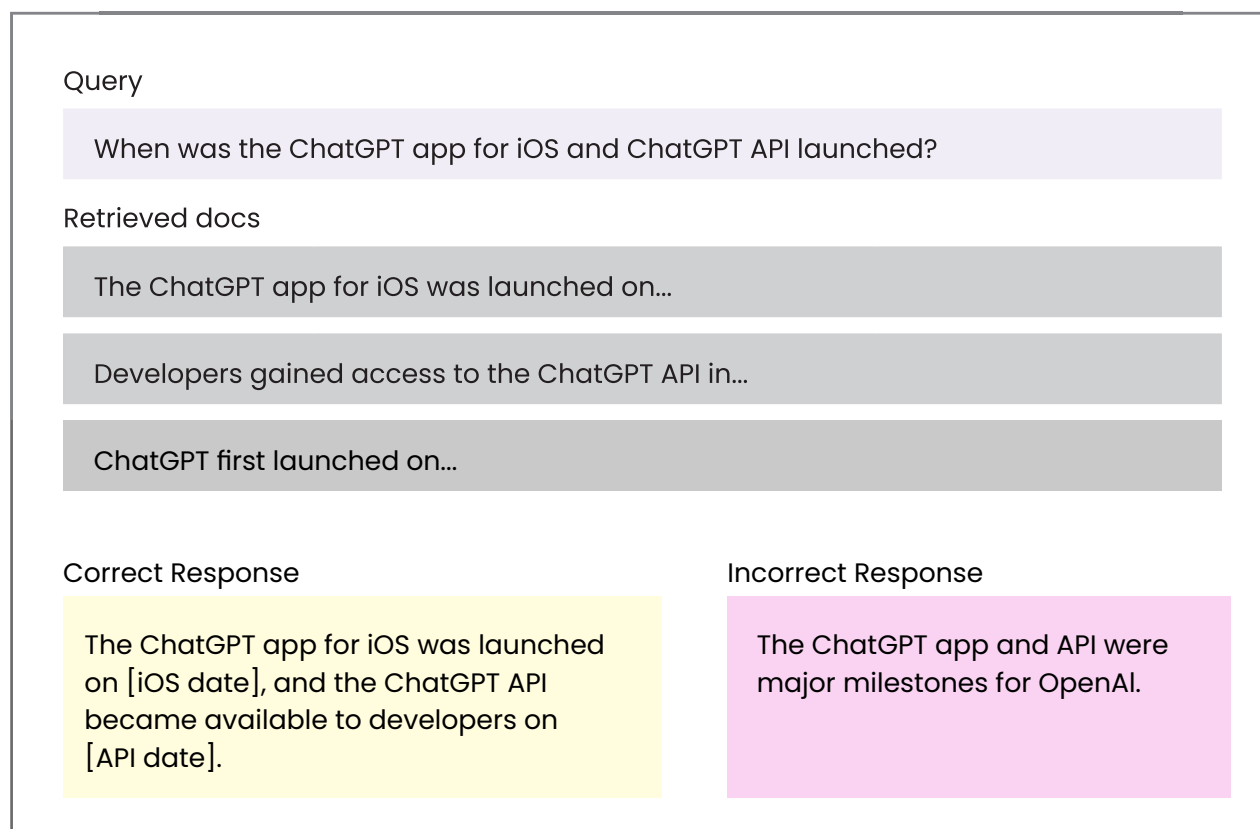 Query
When was the ChatGPT app for iOS and ChatGPT API launched?
Retrieved docs
The ChatGPT app for iOS was launched on...
Developers gained access to the ChatGPT API in...
ChatGPT first launched on...
Correct Response
The ChatGPT app for iOS was launched
on [iOS date], and the ChatGPT API
became available to developers on
[API date].
Incorrect Response
The ChatGPT app and API were
major milestones for OpenAI.